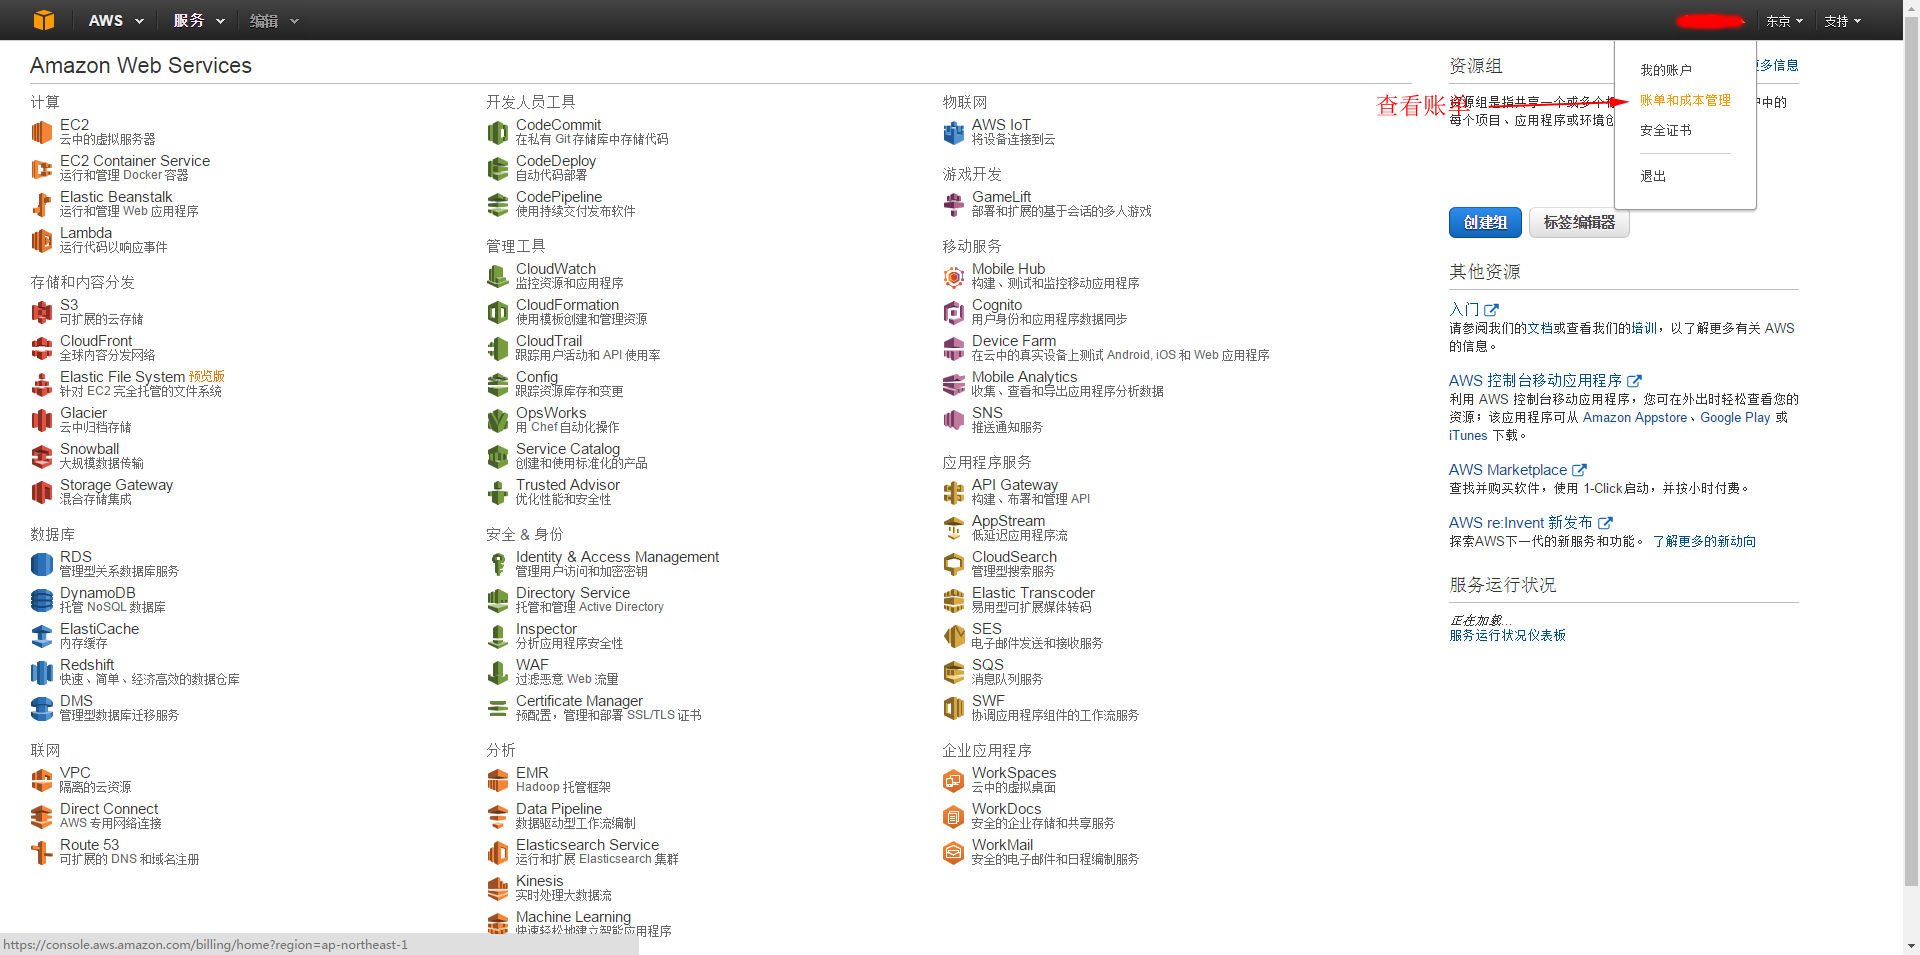 AWS
服务
编辑
东京
支持
Amazon Web Services
计算
EC2
云中的虚拟服务器
EC2 Container Service
运行和管理 Docker 容器
Elastic Beanstalk
运行和管理 Web 应用程序
Lambda
运行代码以响应事件
存储和内容分发
S3
可扩展的云存储
CloudFront
全球内容分发网络
Elastic File System 预览版
针对 EC2 完全托管的文件系统
Glacier
云中归档存储
Snowball
大规模数据传输
Storage Gateway
混合存储集成
数据库
RDS
管理型关系数据库服务
DynamoDB
托管 NoSQL 数据库
ElastiCache
内存缓存
Redshift
快速、简单、经济高效的数据仓库
DMS
管理型数据库迁移服务
联网
VPC
隔离的云资源
Direct Connect
AWS 专用网络连接
Route 53
可扩展的 DNS 和域名注册
开发人员工具
CodeCommit
在私有 Git 存储库中存储代码
CodeDeploy
自动代码部署
CodePipeline
使用持续交付发布软件
管理工具
CloudWatch
监控资源和应用程序
CloudFormation
使用模板创建和管理资源
CloudTrail
跟踪用户活动和 API 使用率
Config
跟踪资源库存和变更
OpsWorks
用 Chef 自动化操作
Service Catalog
创建和使用标准化的产品
Trusted Advisor
优化性能和安全性
安全 & 身份
Identity & Access Management
管理用户访问和加密密钥
Directory Service
托管和管理 Active Directory
Inspector
分析应用程序安全性
WAF
过滤恶意 Web 流量
Certificate Manager
预配置，管理和部署 SSL/TLS 证书
分析
EMR
Hadoop 托管框架
Data Pipeline
数据驱动型工作流编制
Elasticsearch Service
运行和扩展 Elasticsearch 集群
Kinesis
实时处理大数据流
Machine Learning
快速轻松地建立智能应用程序
物联网
AWS IoT
将设备连接到云
游戏开发
GameLift
部署和扩展的基于会话的多人游戏
移动服务
Mobile Hub
构建、测试和监控移动应用程序
Cognito
用户身份和应用程序数据同步
Device Farm
在云中的真实设备上测试 Android, iOS 和 Web 应用程序
Mobile Analytics
收集、查看和导出应用程序分析数据
SNS
推送通知服务
应用程序服务
API Gateway
构建、布署和管理 API
AppStream
低延迟应用程序流
CloudSearch
管理型搜索服务
Elastic Transcoder
易用型可扩展媒体转码
SES
电子邮件发送和接收服务
SQS
消息队列服务
SWF
协调应用程序组件的工作流服务
企业应用程序
WorkSpaces
云中的虚拟桌面
WorkDocs
安全的企业存储和共享服务
WorkMail
安全的电子邮件和日程编制服务
资源组
多信息
查看账单
资源组是指共享一个或多个
中的
每个项目、应用程序或环境
我的账户
账单和成本管理
安全证书
退出
创建组
标签编辑器
其他资源
入门
请参阅我们的文档或查看我们的培训，以了解更多有关 AWS
的信息。
AWS 控制台移动应用程序
利用 AWS 控制台移动应用程序，您可在外出时轻松查看您的
资源；该应用程序可从 Amazon Appstore、Google Play 或
iTunes 下载。
AWS Marketplace
查找并购买软件，使用 1-Click启动，并按小时付费。
AWS re:Invent 新发布
探索AWS下一代的新服务和功能。 了解更多的新动向
服务运行状况
正在加载...
服务运行状况仪表板
https://console.aws.amazon.com/billing/home?region=ap-northeast-1